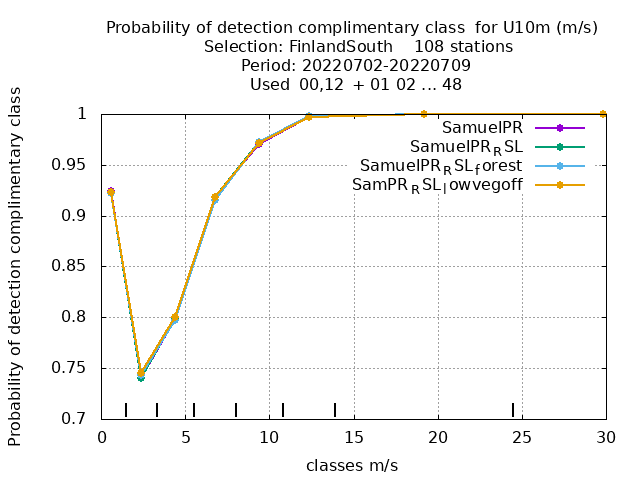 Probability of detection complimentary class for U10m (m/s)
Selection: FinlandSouth 108 stations
Period: 20220702-20220709
Used 00,12 + 01 02 ... 48
Probability of detection complimentary class
1
0.95
0.9
0.85
0.8
0.75
0.7
SamuelPR
SamuelPR_RSL
SamuelPR_RSL_forest
SamPR_RSL_lowvegoff
0 5 10 15 20 25 30
classes m/s